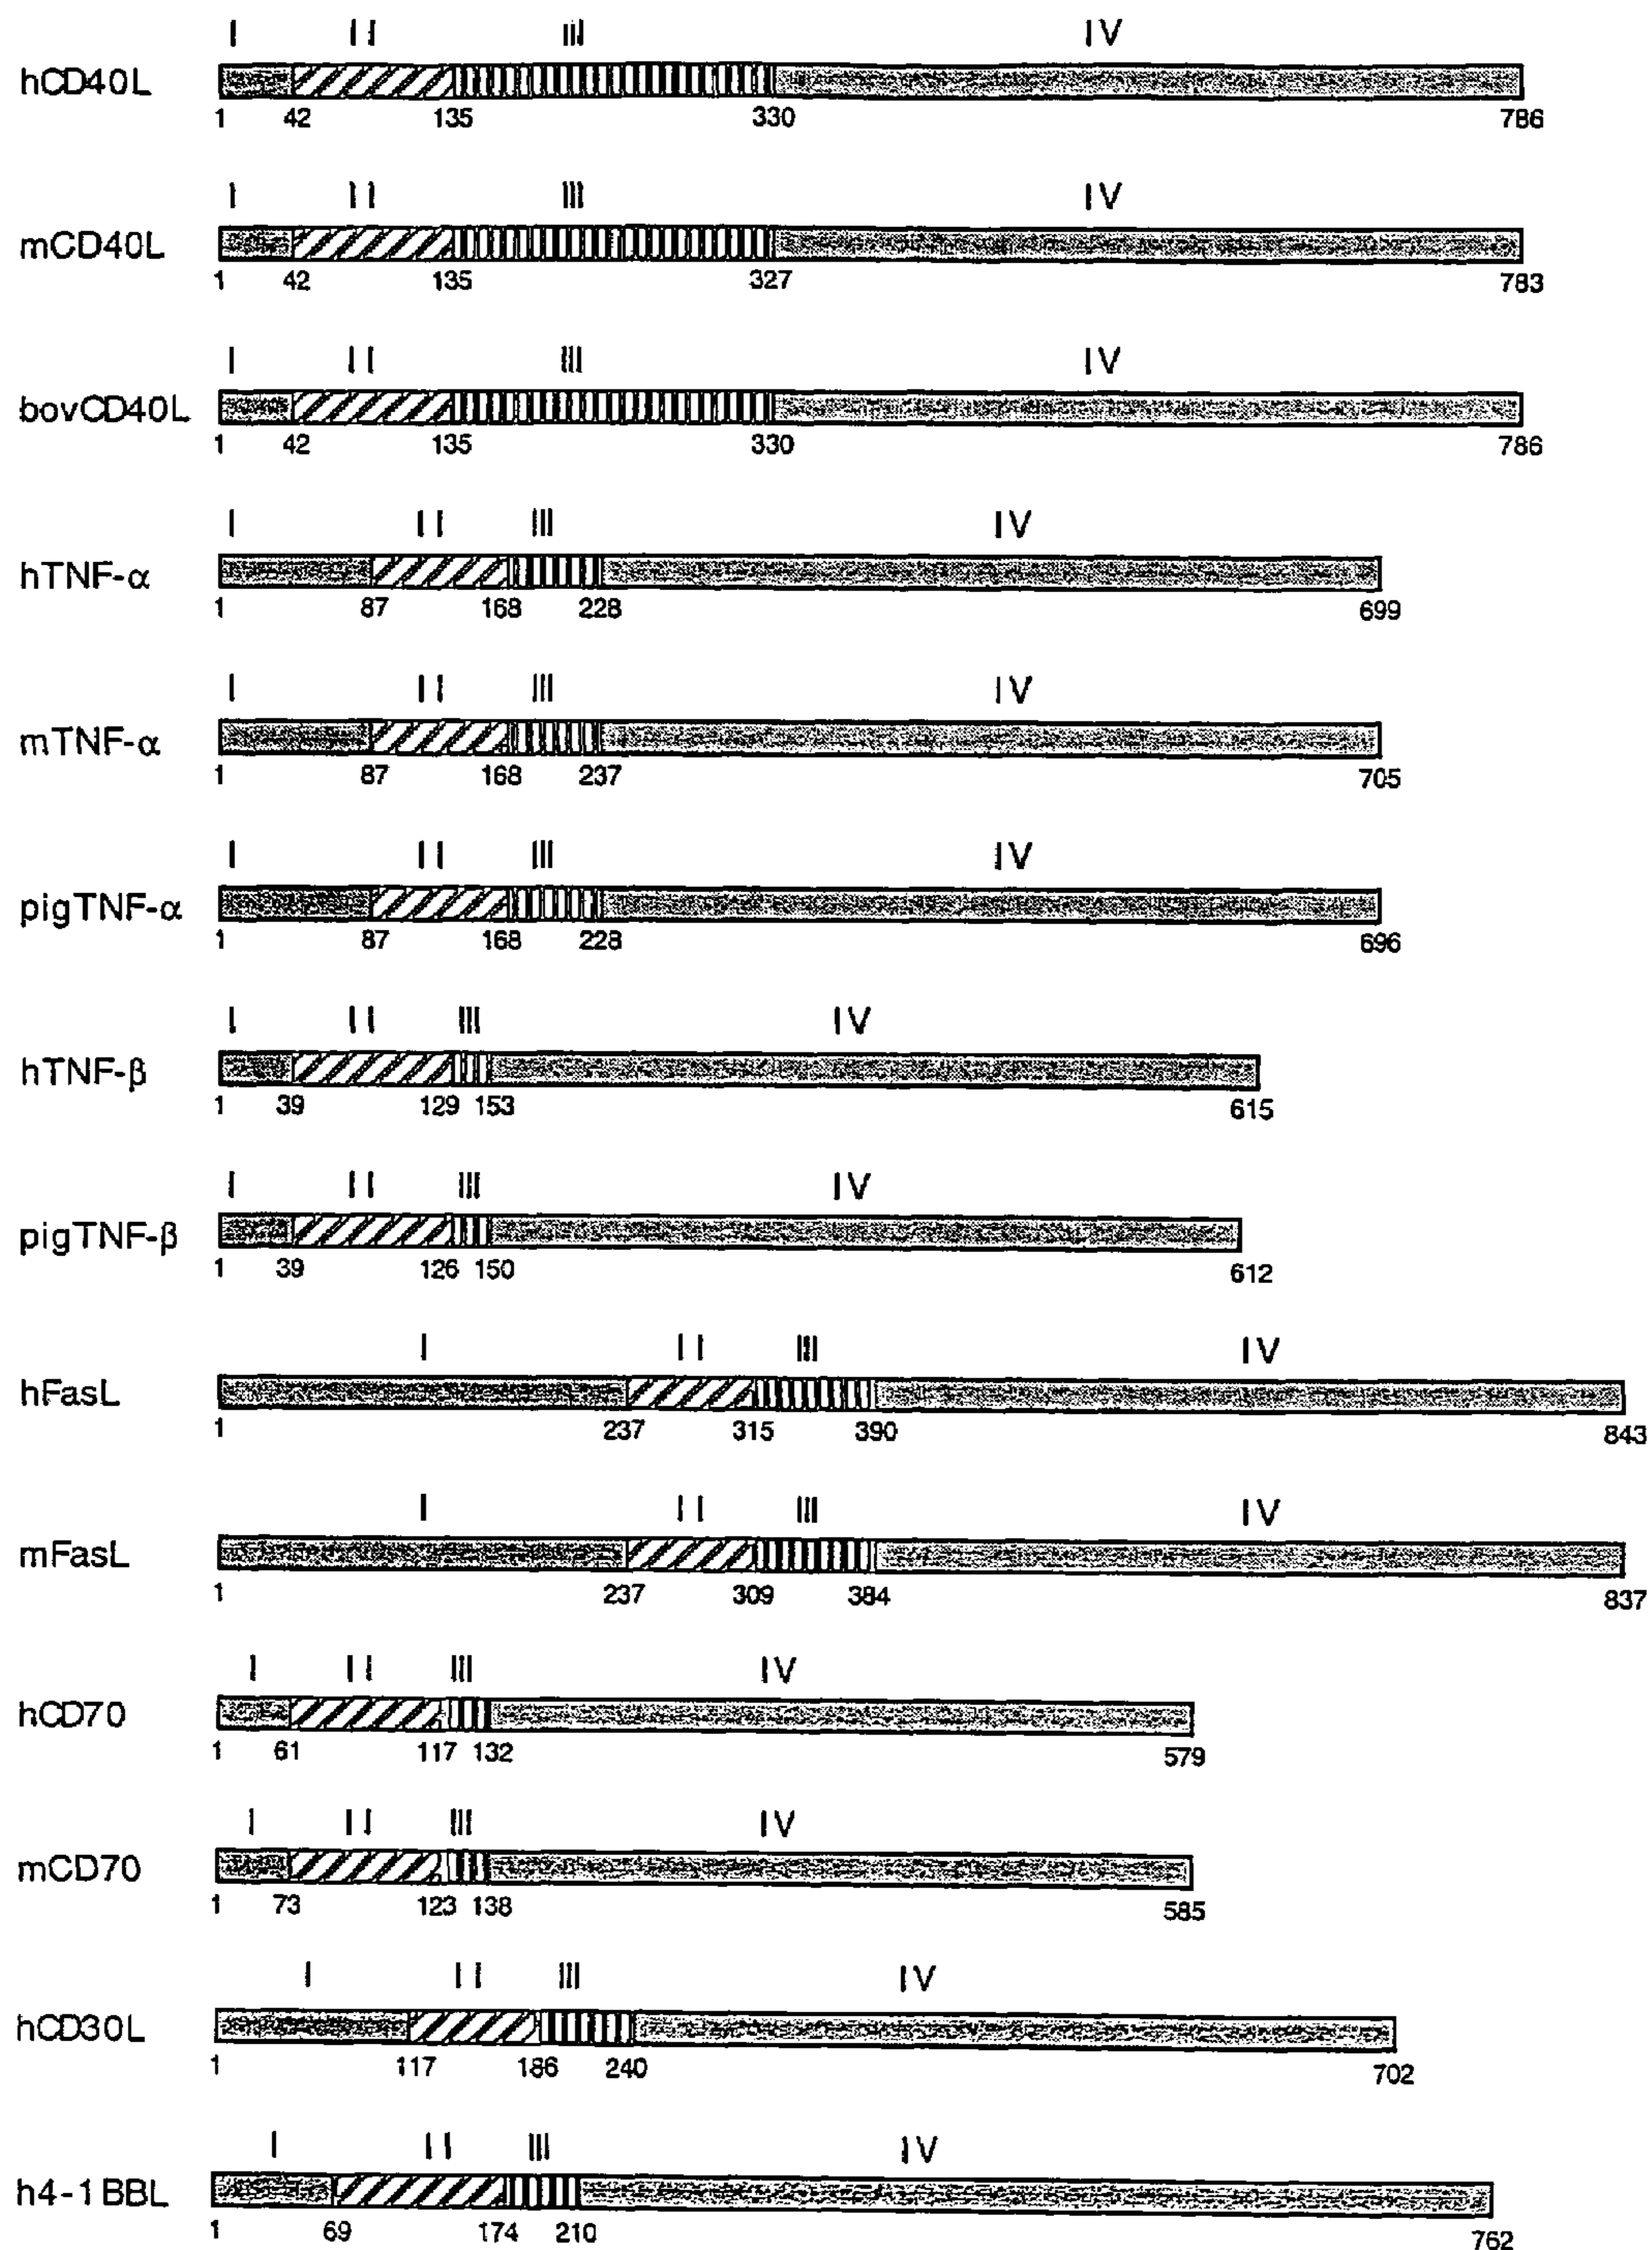 I II III IV
hCD40L
1 42 135 330 786
I II III IV
mCD40L
1 42 135 327 783
I II III IV
bovCD40L
1 42 135 330 786
I II III IV
hTNF-α
1 87 168 228 699
I II III IV
mTNF-α
1 87 168 237 705
I II III IV
pigTNF-α
1 87 168 228 696
I II III IV
hTNF-β
1 39 129 153 615
I II III IV
pigTNF-β
1 39 126 150 612
I II III IV
hFasL
1 237 315 390 843
I II III IV
mFasL
1 237 309 384 837
I II III IV
hCD70
1 61 117 132 579
I II III IV
mCD70
1 73 123 138 585
I II III IV
hCD30L
1 117 186 240 702
I II III IV
h4-1BBL
1 69 174 210 762